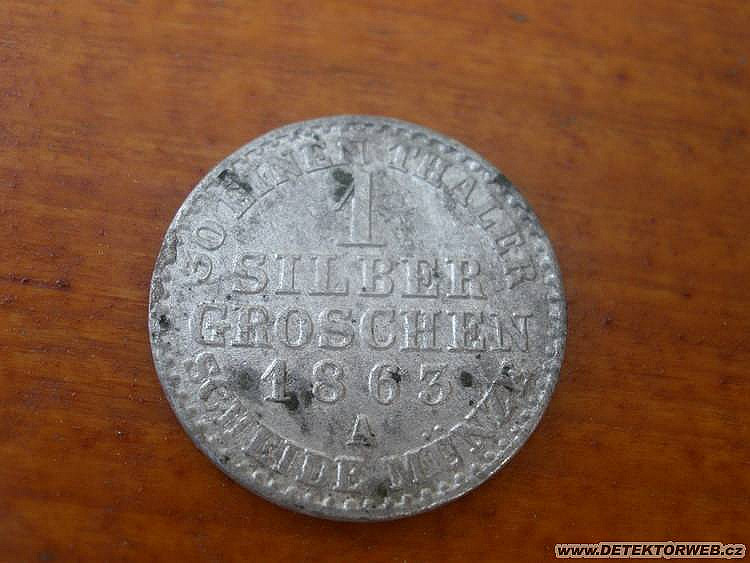 30 EINEN THALER
1
SILBER
GROSCHEN
1863
A
SCHEIDE MÜNZE
www.DETEKTORWEB.cz